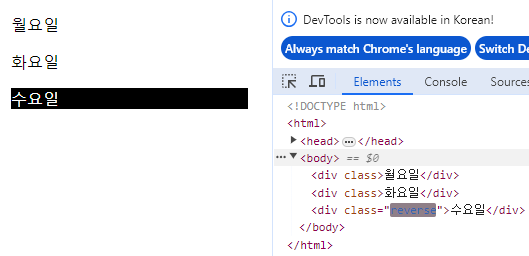 월요일
화요일
수요일
DevTools is now available in Korean!
Always match Chrome's language
Switch De
Elements
Console
Sources
<!DOCTYPE html>
<html>
<head>…</head>
<body> == $0
<div class>월요일</div>
<div class>화요일</div>
<div class="reverse">수요일</div>
</body>
</html>